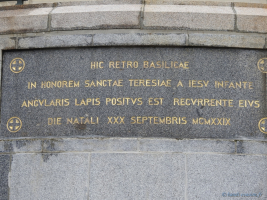 HIC RETRO BASILICAE
IN HONOREM SANCTAE TERESIAE A IESV INFANTE
ANGVLARIS LAPIS POSITVS EST RECVRRENTE EIVS
DIE NATALI XXX SEPTEMBRIS MCMXXIX